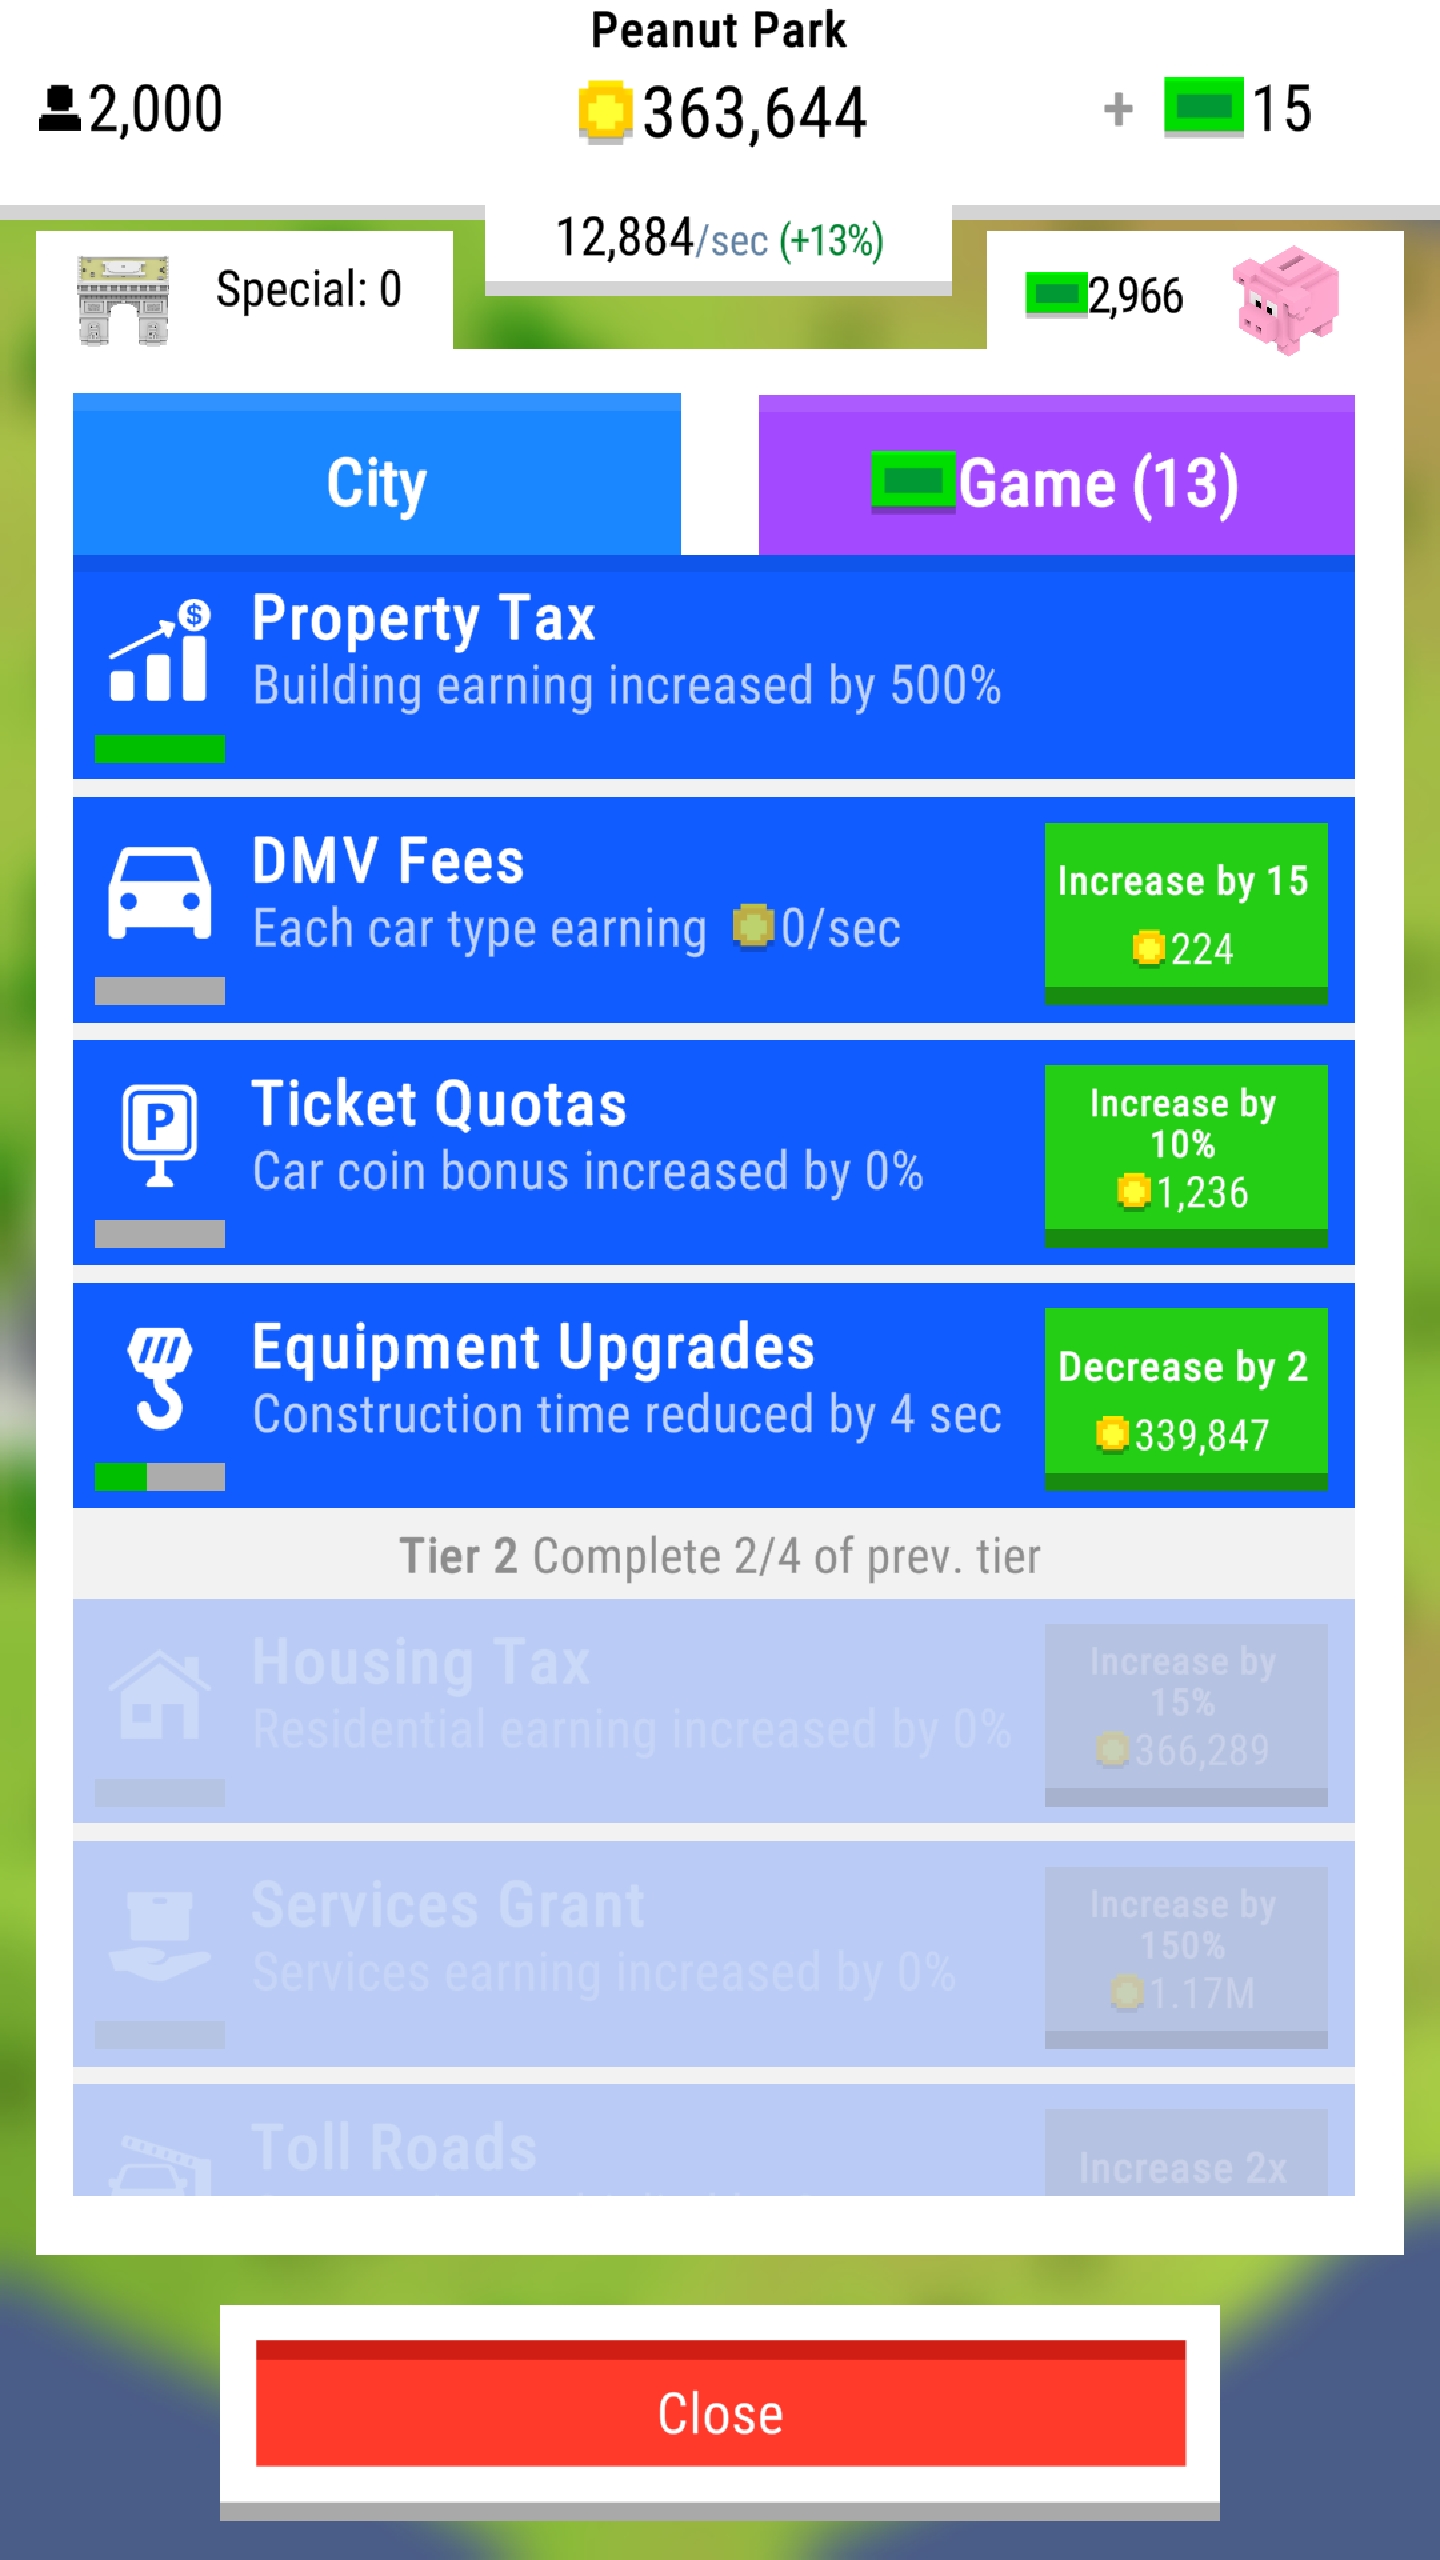 Peanut Park
2,000
363,644
+ 15
12,884/sec (+13%)
Special: 0
2,966
City
Game (13)
Property Tax
Building earning increased by 500%
DMV Fees
Each car type earning 0/sec
Increase by 15
224
Ticket Quotas
Car coin bonus increased by 0%
Increase by
10%
1,236
Equipment Upgrades
Construction time reduced by 4 sec
Decrease by 2
339,847
Tier 2 Complete 2/4 of prev. tier
Housing Tax
Residential earning increased by 0%
Increase by
15%
366,289
Services Grant
Services earning increased by 0%
Increase by
150%
1.17M
Toll Roads
Increase 2x
Close